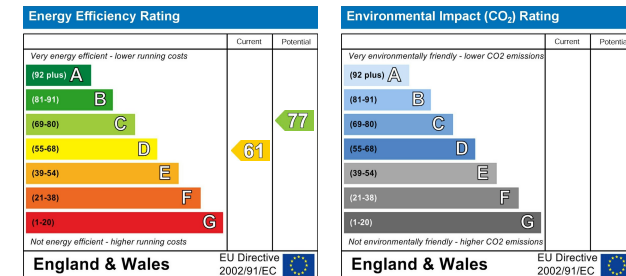 Energy Efficiency Rating
Current Potential
Very energy efficient - lower running costs
(92 plus) A
(81-91) B
(69-80) C
77
(55-68) D
61
(39-54) E
(21-38) F
(1-20) G
Not energy efficient - higher running costs
England & Wales
EU Directive
2002/91/EC
Environmental Impact (CO₂) Rating
Current Potential
Very environmentally friendly - lower CO2 emissions
(92 plus) A
(81-91) B
(69-80) C
(55-68) D
(39-54) E
(21-38) F
(1-20) G
Not environmentally friendly - higher CO2 emissions
England & Wales
EU Directive
2002/91/EC